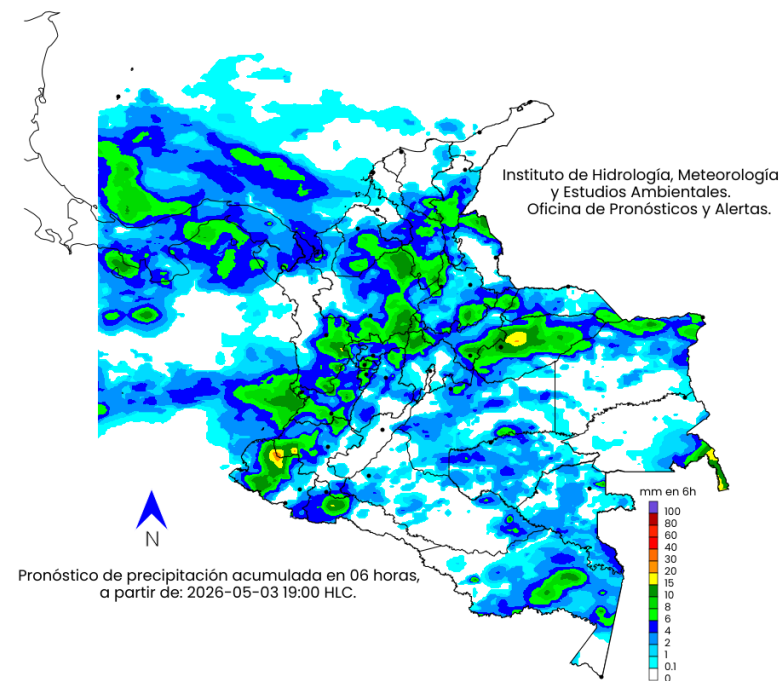 Instituto de Hidrología, Meteorología
y Estudios Ambientales.
Oficina de Pronósticos y Alertas.
N
Pronóstico de precipitación acumulada en 06 horas,
a partir de: 2026-05-03 19:00 HLC.
mm en 6h
100
80
60
40
30
20
15
10
8
6
4
2
1
0.1
0